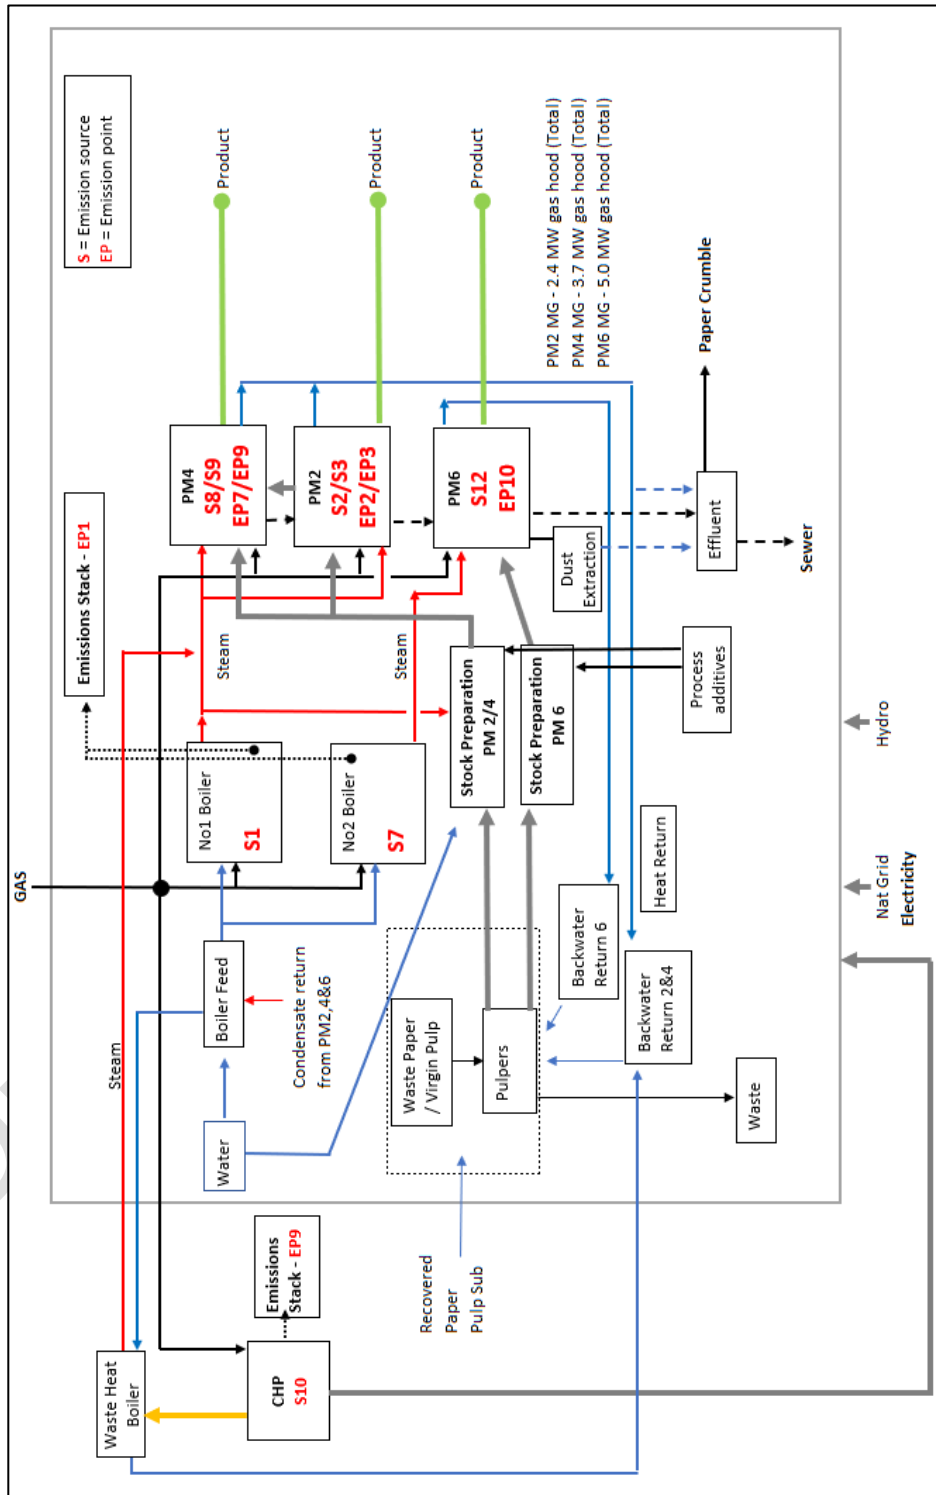 S = Emission source
EP = Emission point
GAS
Emissions Stack - EP1
Waste Heat
Boiler
Steam
CHP
S10
Emissions
Stack - EP9
Water
Boiler Feed
Condensate return
from PM2,4&6
No1 Boiler
S1
No2 Boiler
S7
Steam
Steam
PM4
S8/S9
EP7/EP9
PM2
S2/S3
EP2/EP3
PM6
S12
EP10
Product
Product
Product
PM2 MG - 2.4 MW gas hood (Total)
PM4 MG - 3.7 MW gas hood (Total)
PM6 MG - 5.0 MW gas hood (Total)
Recovered
Paper
Pulp Sub
Waste Paper
/ Virgin Pulp
Pulpers
Stock Preparation
PM 2/4
Stock Preparation
PM 6
Dust
Extraction
Backwater
Return 6
Backwater
Return 2&4
Heat Return
Process
additives
Effluent
Paper Crumble
Sewer
Waste
Nat Grid
Electricity
Hydro